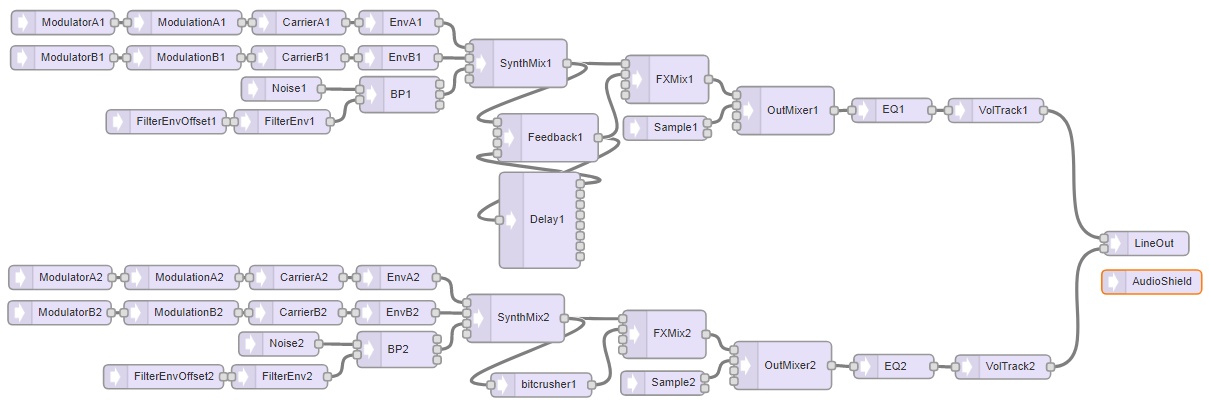 ModulatorA1 ModulationA1 CarrierA1 EnvA1
ModulatorB1 ModulationB1 CarrierB1 EnvB1
SynthMix1
FXMix1
Noise1
BP1
OutMixer1
EQ1
VolTrack1
FilterEnvOffset1 FilterEnv1
Sample1
Feedback1
Delay1
LineOut
AudioShield
ModulatorA2 ModulationA2 CarrierA2 EnvA2
ModulatorB2 ModulationB2 CarrierB2 EnvB2
SynthMix2
FXMix2
Noise2
BP2
OutMixer2
EQ2
VolTrack2
FilterEnvOffset2 FilterEnv2
bitcrusher1
Sample2